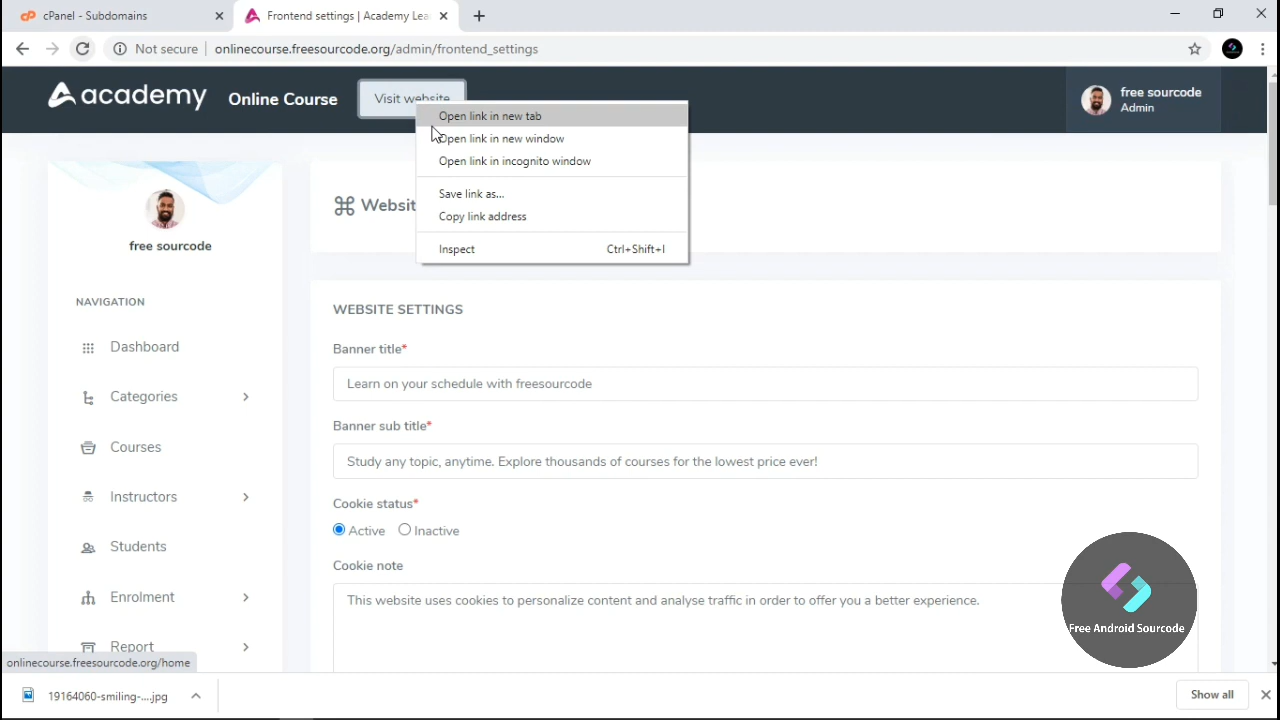 cPanel - Subdomains
Frontend settings | Academy Lea
Not secure
onlinecourse.freesourcode.org/admin/frontend_settings
academy
Online Course
Visit website
free sourcode
Admin
Open link in new tab
Open link in new window
Open link in incognito window
Save link as...
Copy link address
Inspect
Ctrl+Shift+I
free sourcode
NAVIGATION
Dashboard
Categories
Courses
Instructors
Students
Enrolment
Report
Websit
WEBSITE SETTINGS
Banner title*
Learn on your schedule with freesourcode
Banner sub title*
Study any topic, anytime. Explore thousands of courses for the lowest price ever!
Cookie status*
Active
Inactive
Cookie note
This website uses cookies to personalize content and analyse traffic in order to offer you a better experience.
Free Android Sourcode
onlinecourse.freesourcode.org/home
19164060-smiling-....jpg
Show all